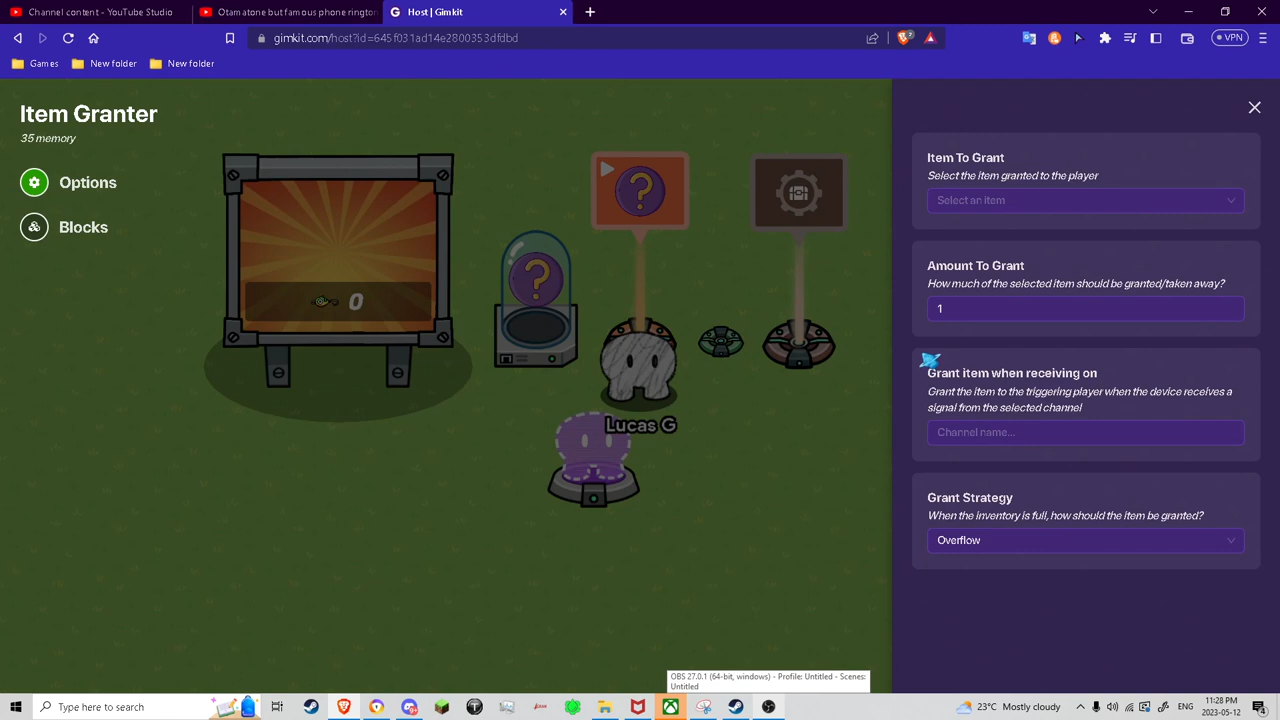 Channel content - YouTube Studio
Otamatone but famous phone rington
Host | Gimkit
gimkit.com/host?id=645f031ad14e2800353dfdbd
VPN
Games
New folder
New folder
Item Granter
35 memory
Options
Blocks
0
Lucas G
Item To Grant
Select the item granted to the player
Select an item
Amount To Grant
How much of the selected item should be granted/taken away?
1
Grant item when receiving on
Grant the item to the triggering player when the device receives a
signal from the selected channel
Channel name...
Grant Strategy
When the inventory is full, how should the item be granted?
Overflow
OBS 27.0.1 (64-bit, windows) - Profile: Untitled - Scenes:
Untitled
Type here to search
23°C Mostly cloudy
ENG
11:28 PM
2023-05-12